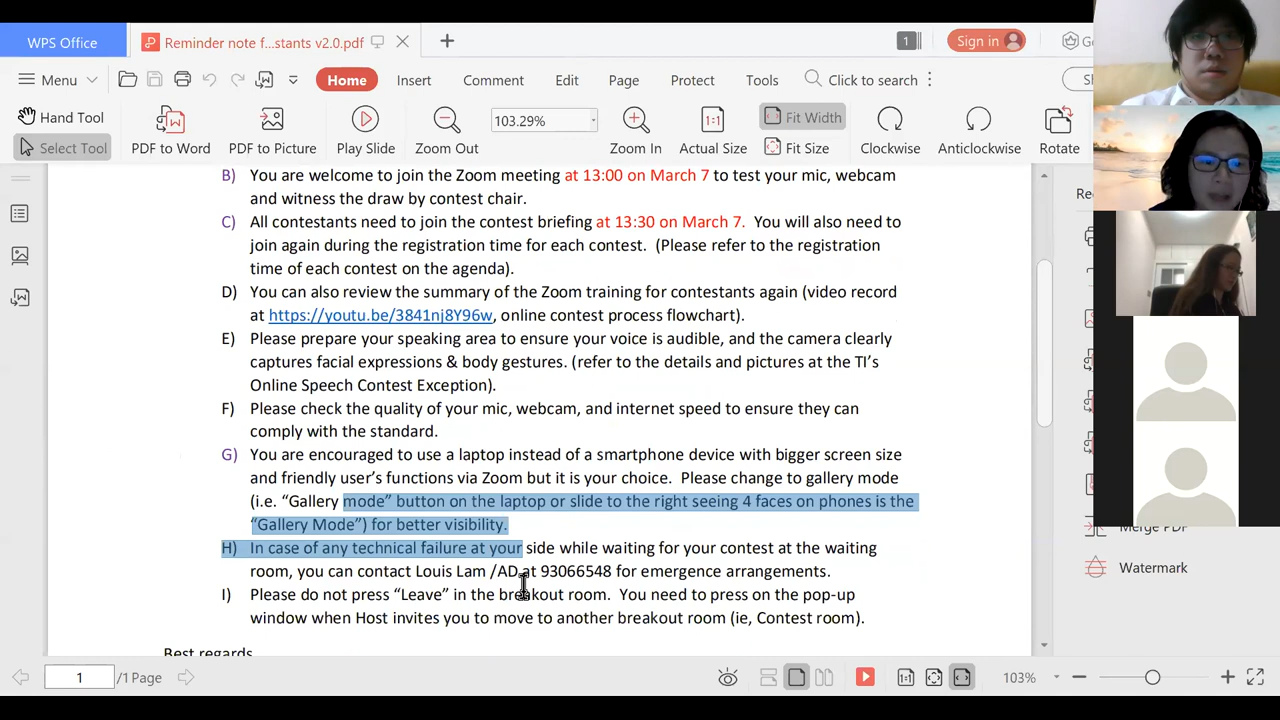 WPS Office
Reminder note f...stants v2.0.pdf
1
Sign in
Menu
Home
Insert
Comment
Edit
Page
Protect
Tools
Click to search
Hand Tool
Select Tool
PDF to Word
PDF to Picture
Play Slide
Zoom Out
103.29%
Zoom In
1:1
Actual Size
Fit Width
Fit Size
Clockwise
Anticlockwise
Rotate
B) You are welcome to join the Zoom meeting at 13:00 on March 7 to test your mic, webcam
and witness the draw by contest chair.
C) All contestants need to join the contest briefing at 13:30 on March 7. You will also need to
join again during the registration time for each contest. (Please refer to the registration
time of each contest on the agenda).
D) You can also review the summary of the Zoom training for contestants again (video record
at https://youtu.be/3841nj8Y96w, online contest process flowchart).
E) Please prepare your speaking area to ensure your voice is audible, and the camera clearly
captures facial expressions & body gestures. (refer to the details and pictures at the TI's
Online Speech Contest Exception).
F) Please check the quality of your mic, webcam, and internet speed to ensure they can
comply with the standard.
G) You are encouraged to use a laptop instead of a smartphone device with bigger screen size
and friendly user's functions via Zoom but it is your choice. Please change to gallery mode
(i.e. "Gallery mode" button on the laptop or slide to the right seeing 4 faces on phones is the
"Gallery Mode") for better visibility.
H) In case of any technical failure at your side while waiting for your contest at the waiting
room, you can contact Louis Lam /AD at 93066548 for emergence arrangements.
I) Please do not press "Leave" in the breakout room. You need to press on the pop-up
window when Host invites you to move to another breakout room (ie, Contest room).
Best regards
Merge PDF
Watermark
1
/1 Page
1:1
103%